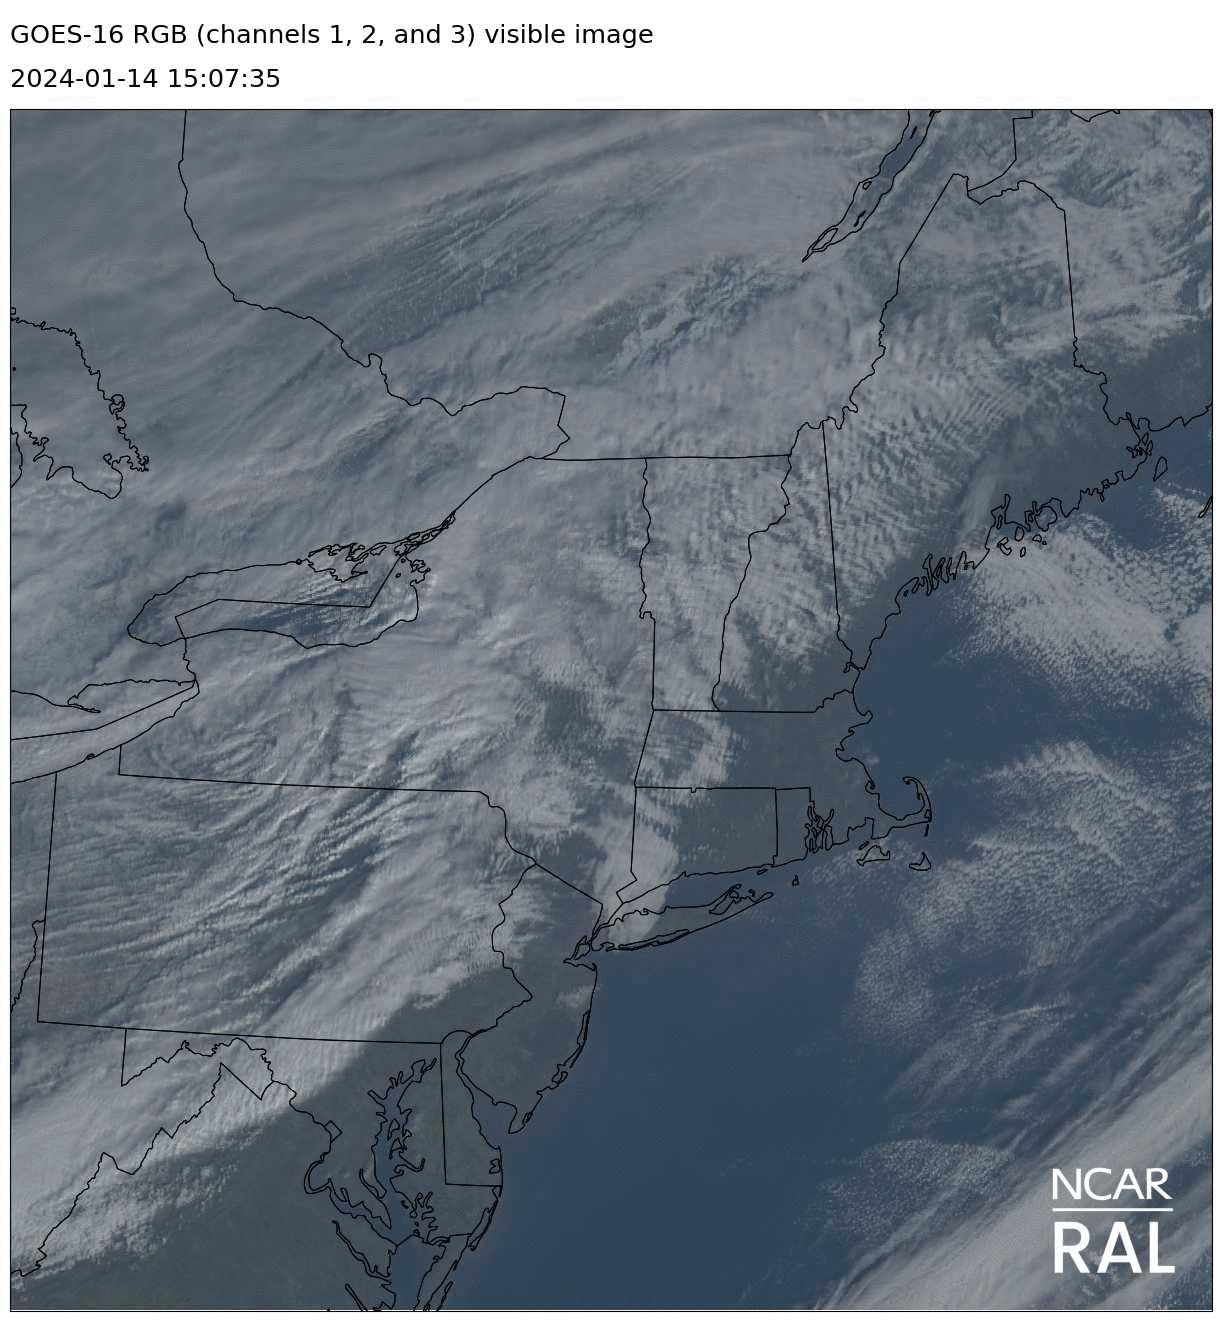 GOES-16 RGB (channels 1, 2, and 3) visible image
2024-01-14 15:07:35
NCAR
RAL